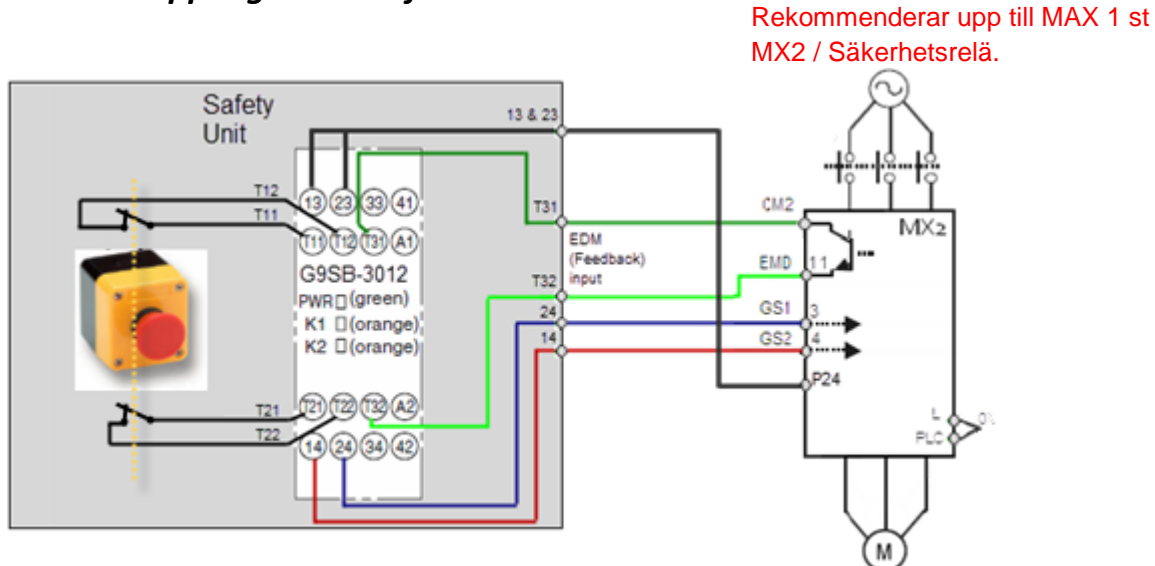 Rekommenderar upp till MAX 1 st
MX2 / Säkerhetsrelä.
Safety
Unit
13 & 23
T12
T11
13 23 33 41
T11 T12 T31 A1
G9SB-3012
PWR (green)
K1 (orange)
K2 (orange)
T21
T22
T21 T22 T32 A2
14 24 34 42
T31
EDM
(Feedback)
input
T32
24
14
CM2
EMD
GS1
GS2
MX2
11
3
4
P24
L
PLC
M